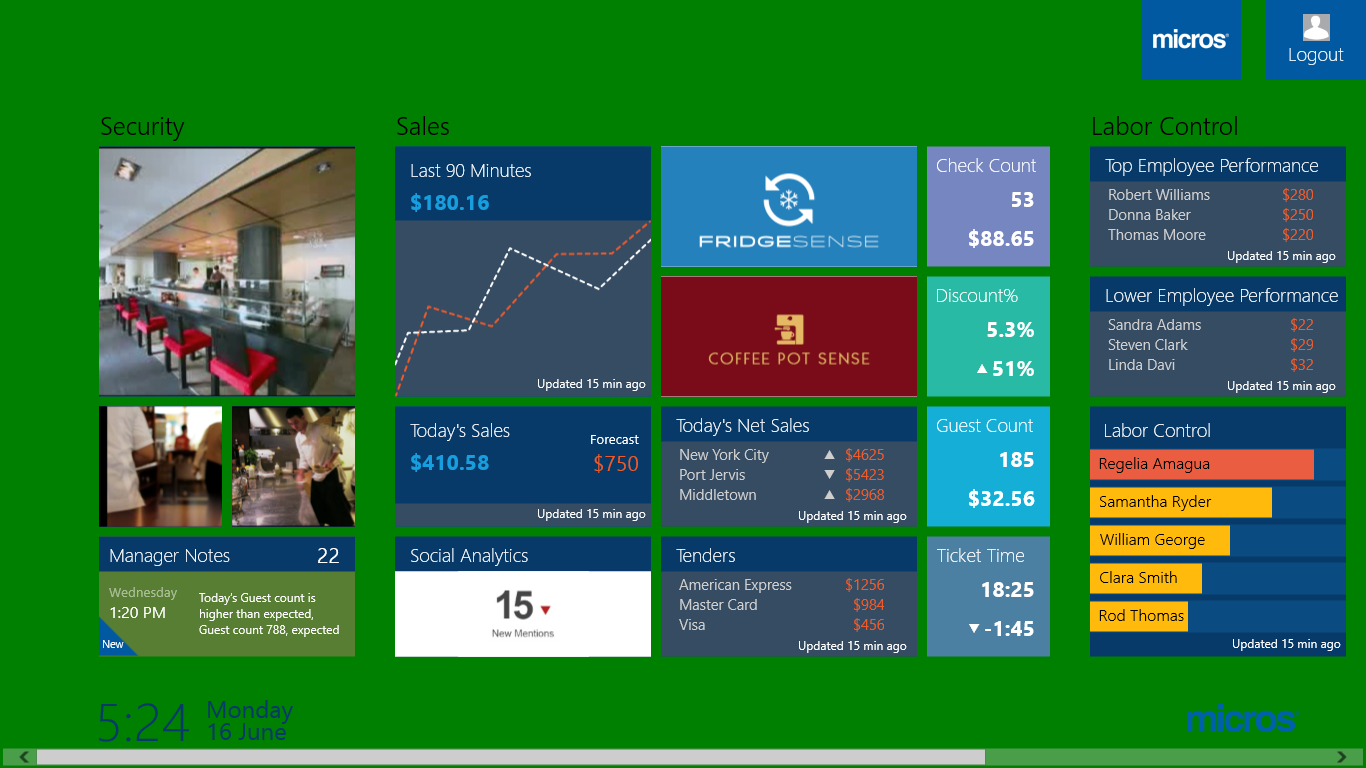 micros
Logout
Security
Sales
Labor Control
Last 90 Minutes
$180.16
Updated 15 min ago
FRIDGESENSE
COFFEE POT SENSE
Check Count
53
$88.65
Discount%
5.3%
51%
Top Employee Performance
Robert Williams $280
Donna Baker $250
Thomas Moore $220
Updated 15 min ago
Lower Employee Performance
Sandra Adams $22
Steven Clark $29
Linda Davi $32
Updated 15 min ago
Today's Sales
$410.58
Forecast
$750
Updated 15 min ago
Today's Net Sales
New York City ▲ $4625
Port Jervis ▼ $5423
Middletown ▲ $2968
Updated 15 min ago
Guest Count
185
$32.56
Labor Control
Regelia Amagua
Samantha Ryder
William George
Clara Smith
Rod Thomas
Updated 15 min ago
Manager Notes 22
Wednesday
1:20 PM
New
Today's Guest count is
higher than expected,
Guest count 788, expected
Social Analytics
15
New Mentions
Tenders
American Express $1256
Master Card $984
Visa $456
Updated 15 min ago
Ticket Time
18:25
▼ -1:45
5:24
Monday
16 June
micros